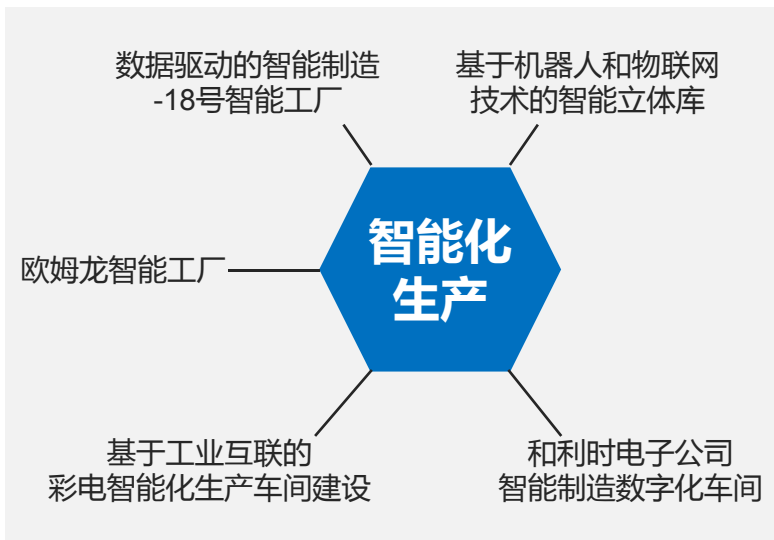 数据驱动的智能制造
-18号智能工厂
基于机器人和物联网
技术的智能立体库
智能化
生产
欧姆龙智能工厂
基于工业互联的
彩电智能化生产车间建设
和利时电子公司
智能制造数字化车间